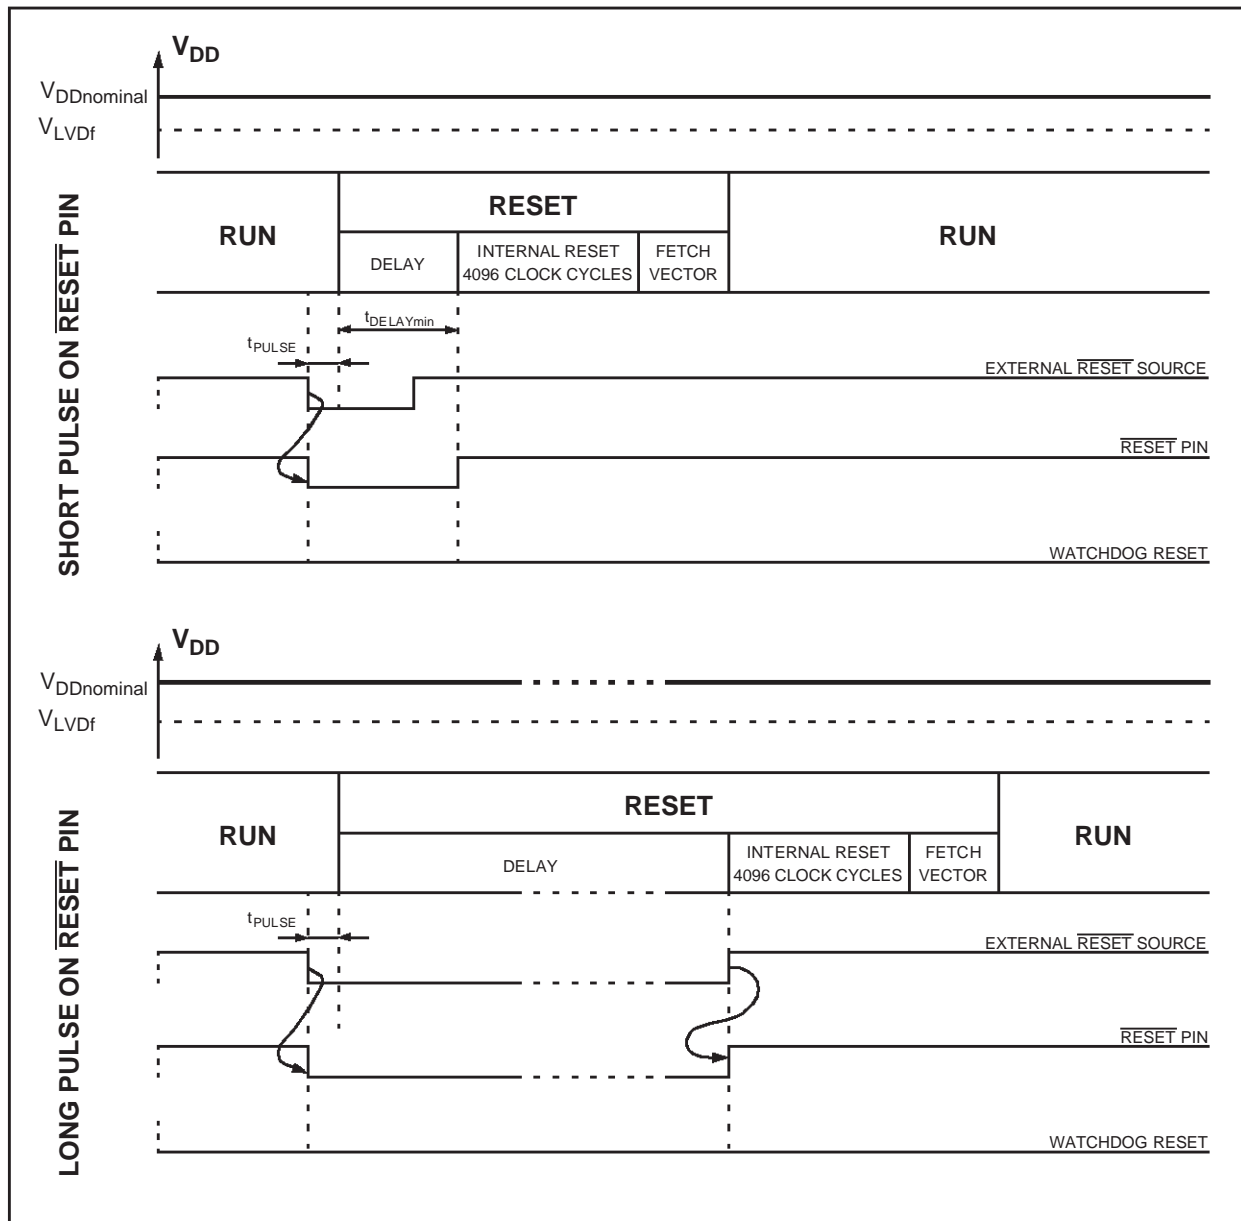 VDD
VDDnominal
VLVDf
SHORT PULSE ON RESET PIN
RUN
RESET
RUN
DELAY
INTERNAL RESET
4096 CLOCK CYCLES
FETCH
VECTOR
tDELAYmin
tPULSE
EXTERNAL RESET SOURCE
RESET PIN
WATCHDOG RESET
VDD
VDDnominal
VLVDf
LONG PULSE ON RESET PIN
RUN
RESET
RUN
DELAY
INTERNAL RESET
4096 CLOCK CYCLES
FETCH
VECTOR
tPULSE
EXTERNAL RESET SOURCE
RESET PIN
WATCHDOG RESET